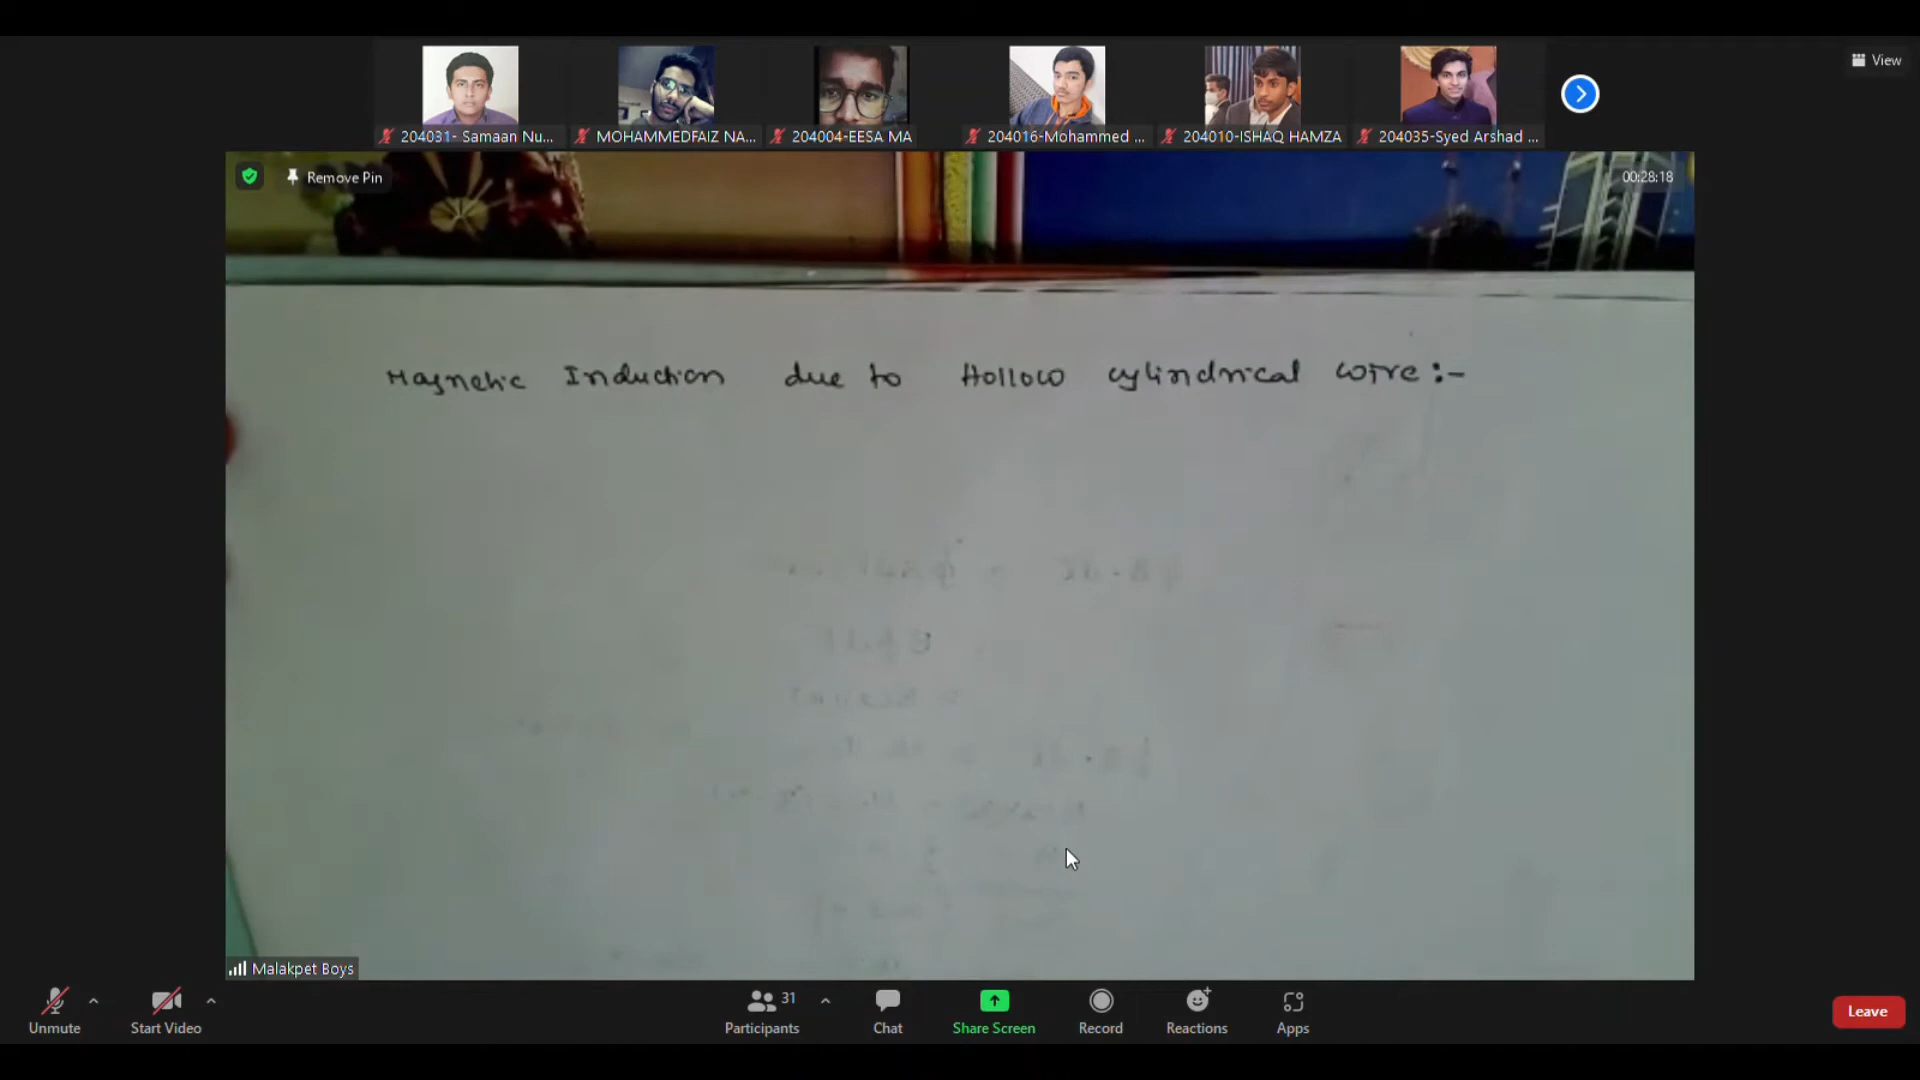 View
204031- Samaan Nu...
MOHAMMEDFAIZ NA...
204004-EESA MA
204016-Mohammed ...
204010-ISHAQ HAMZA
204035-Syed Arshad ...
Remove Pin
00:28:18
Magnetic Induction due to Hollow cylindrical wire:-
Malakpet Boys
Unmute
Start Video
31
Participants
Chat
Share Screen
Record
Reactions
Apps
Leave